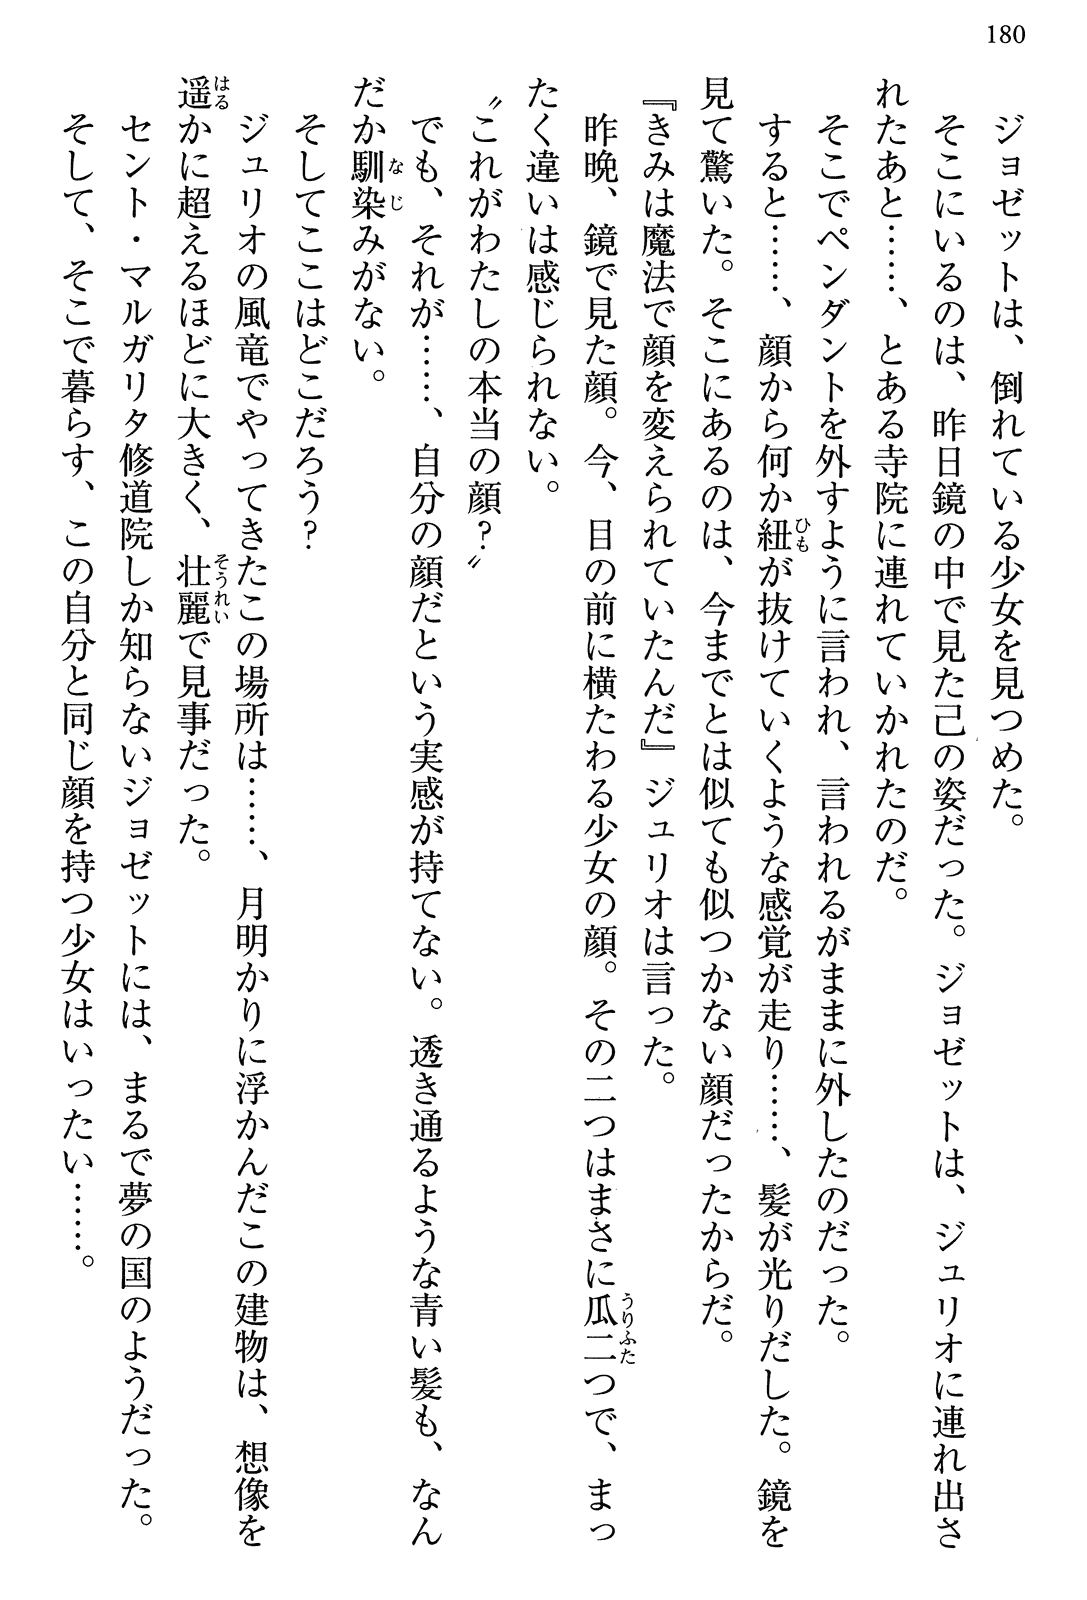 180
ジョゼットは、倒れている少女を見つめた。
そこにいるのは、昨日鏡の中で見た己の姿だった。ジョゼットは、ジュリオに連れ出さ
れたあと……、とある寺院に連れていかれたのだ。
そこでペンダントを外すように言われ、言われるがままに外したのだった。
すると……、顔から何か紐が抜けていくような感覚が走り……、髪が光りだした。鏡を
見て驚いた。そこにあるのは、今までとは似ても似つかない顔だったからだ。
『きみは魔法で顔を変えられていたんだ』ジュリオは言った。
昨晩、鏡で見た顔。今、目の前に横たわる少女の顔。その二つはまさに瓜二つで、まっ
たく違いは感じられない。
〝これがわたしの本当の顔？〟
でも、それが……、自分の顔だという実感が持てない。透き通るような青い髪も、なん
だか馴染みがない。
そしてここはどこだろう？
ジュリオの風竜でやってきたこの場所は……、月明かりに浮かんだこの建物は、想像を
遥かに超えるほどに大きく、壮麗で見事だった。
セント・マルガリタ修道院しか知らないジョゼットには、まるで夢の国のようだった。
そして、そこで暮らす、この自分と同じ顔を持つ少女はいったい……。